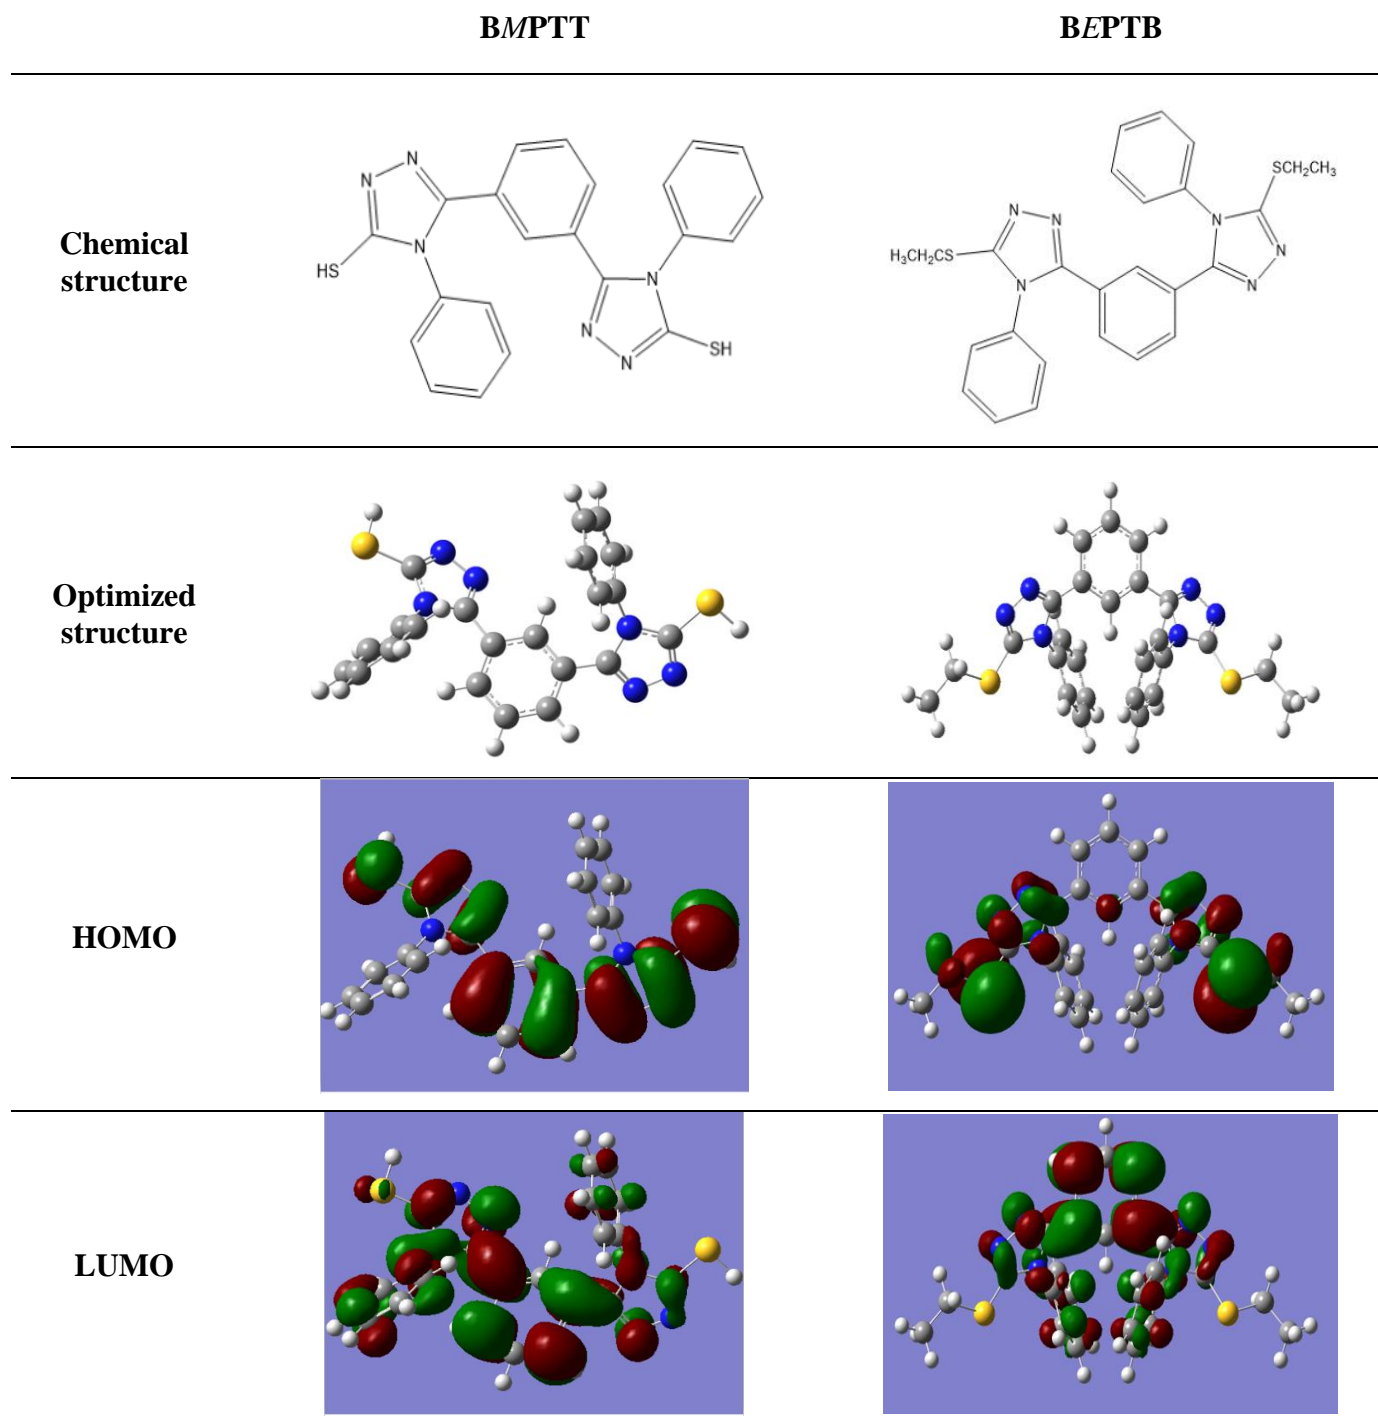 BMPTT BEPTB
Chemical
structure
N N
HS N
N N
N SH
SCH₂CH₃
N N
N N
H₃CH₂CS
N N
Optimized
structure
HOMO
LUMO